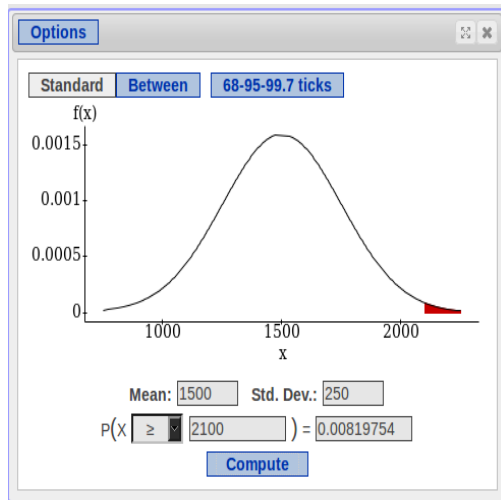 Options
Standard Between 68-95-99.7 ticks
f(x)
0.0015
0.001
0.0005
0
1000 1500 2000
x
Mean: 1500 Std. Dev.: 250
P(X ≥ 2100 ) = 0.00819754
Compute